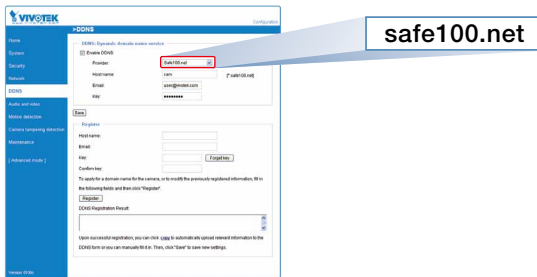 VIVOTEK
Configuration
>DDNS
Home
System
Security
Network
DDNS
Audio and video
Motion detection
Camera tampering detection
Maintenance
[ Advanced mode ]
Version 0100c
DDNS: Dynamic domain name service
Enable DDNS
Provider: Safe100.net
Host name: cam [*.safe100.net]
Email: user@vivotek.com
Key: ●●●●●●●●
Save
Register
Host name:
Email:
Key: Forget key
Confirm key:
To apply for a domain name for the camera, or to modify the previously registered information, fill in
the following fields and then click "Register".
Register
DDNS Registration Result:
Upon successful registration, you can click copy to automatically upload relevant information to the
DDNS form or you can manually fill it in. Then, click "Save" to save new settings.
safe100.net